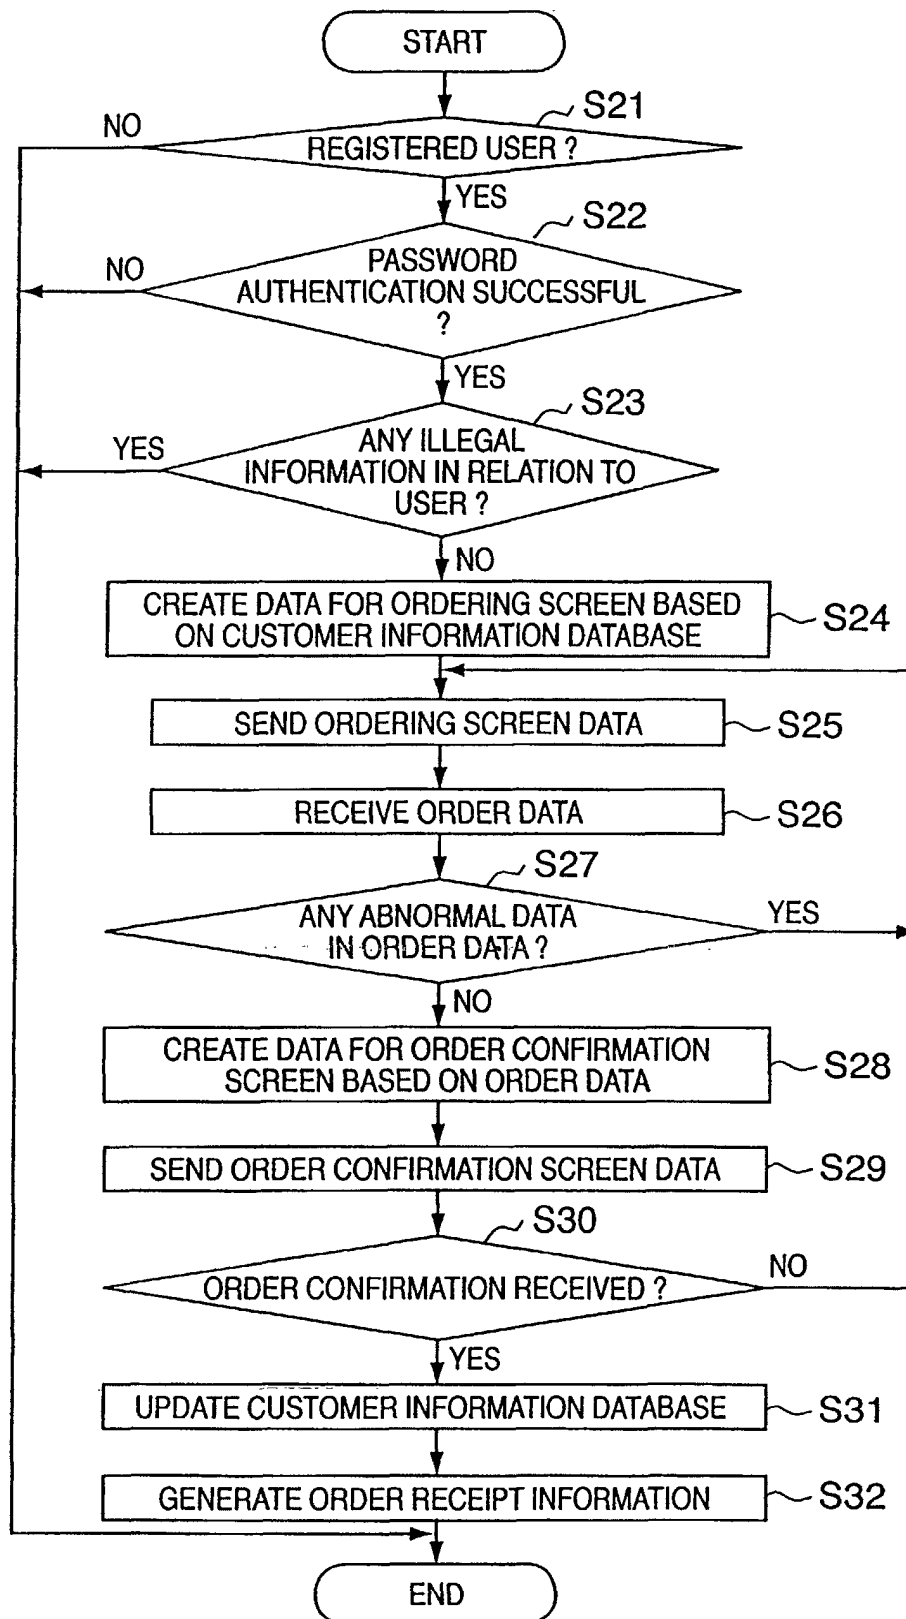 START
S21
NO
REGISTERED USER ?
YES
S22
PASSWORD
NO
AUTHENTICATION SUCCESSFUL
?
YES
S23
ANY ILLEGAL
YES
INFORMATION IN RELATION TO
USER ?
NO
CREATE DATA FOR ORDERING SCREEN BASED
ON CUSTOMER INFORMATION DATABASE
S24
SEND ORDERING SCREEN DATA
S25
RECEIVE ORDER DATA
S26
S27
ANY ABNORMAL DATA
IN ORDER DATA ?
YES
NO
CREATE DATA FOR ORDER CONFIRMATION
SCREEN BASED ON ORDER DATA
S28
SEND ORDER CONFIRMATION SCREEN DATA
S29
S30
ORDER CONFIRMATION RECEIVED ?
NO
YES
UPDATE CUSTOMER INFORMATION DATABASE
S31
GENERATE ORDER RECEIPT INFORMATION
S32
END